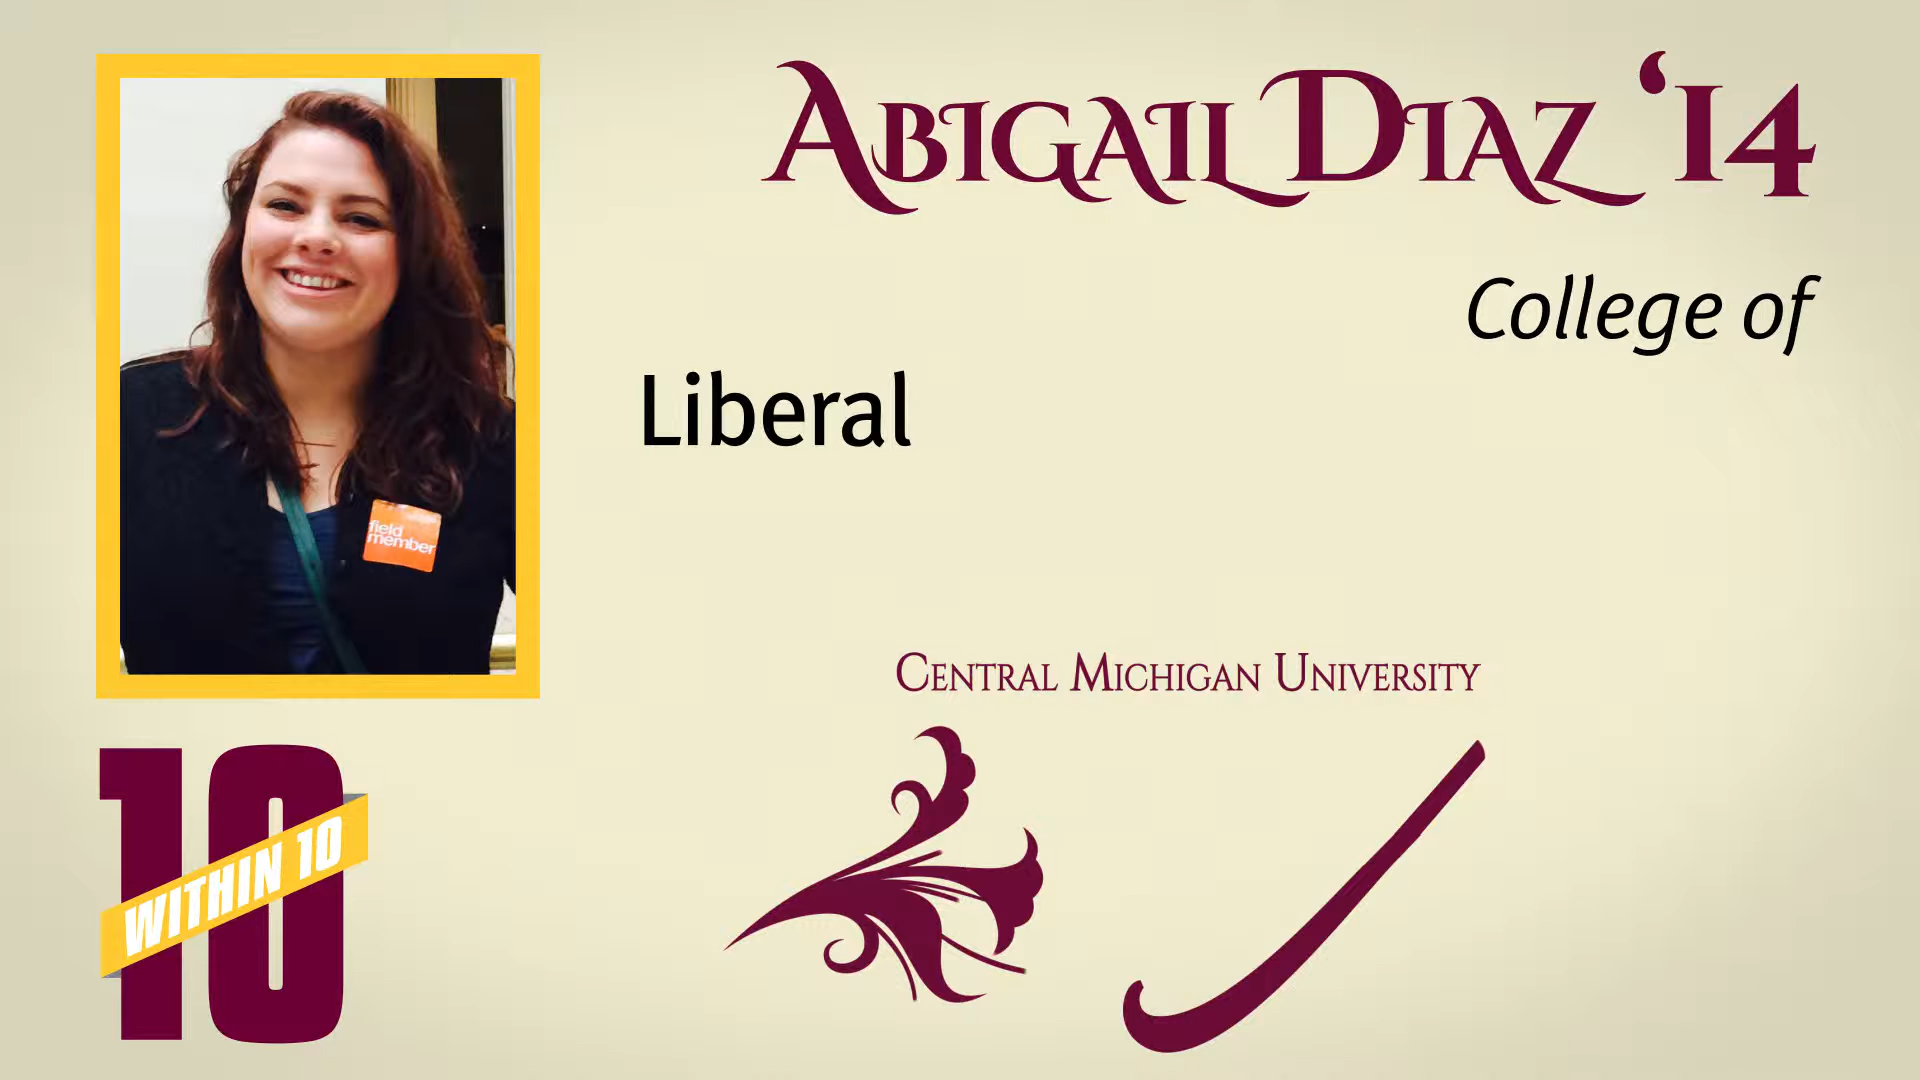 Abigail Diaz ‘14
College of
Liberal
field
member
Central Michigan University
10
WITHIN 10